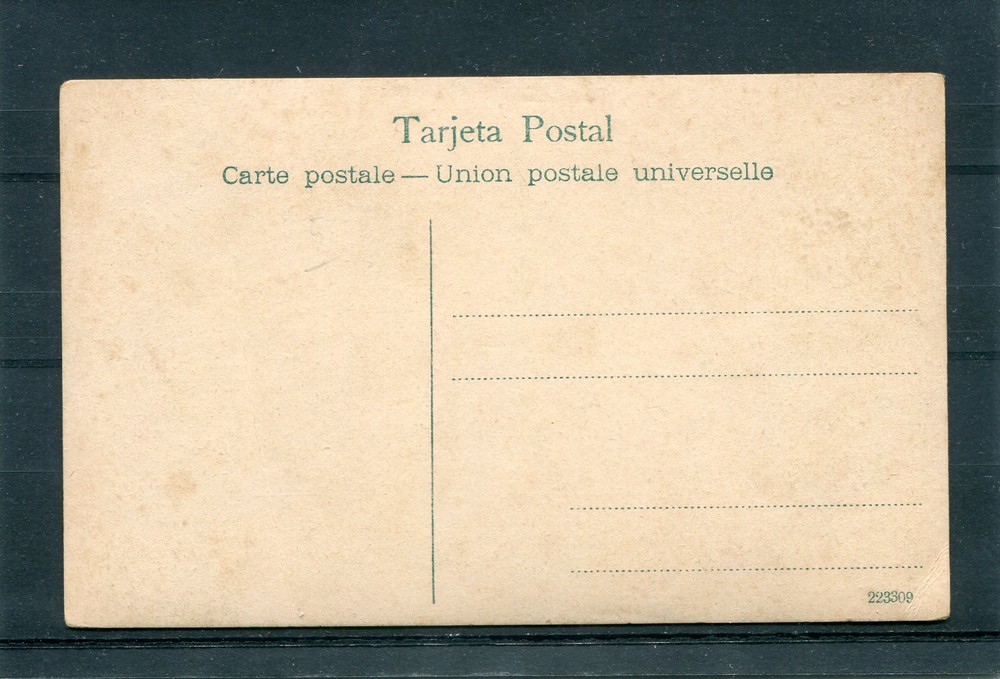 Tarjeta Postal
Carte postale — Union postale universelle
223309